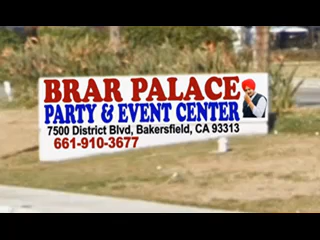 BRAR PALACE
PARTY & EVENT CENTER
7500 District Blvd, Bakersfield, CA 93313
661-910-3677